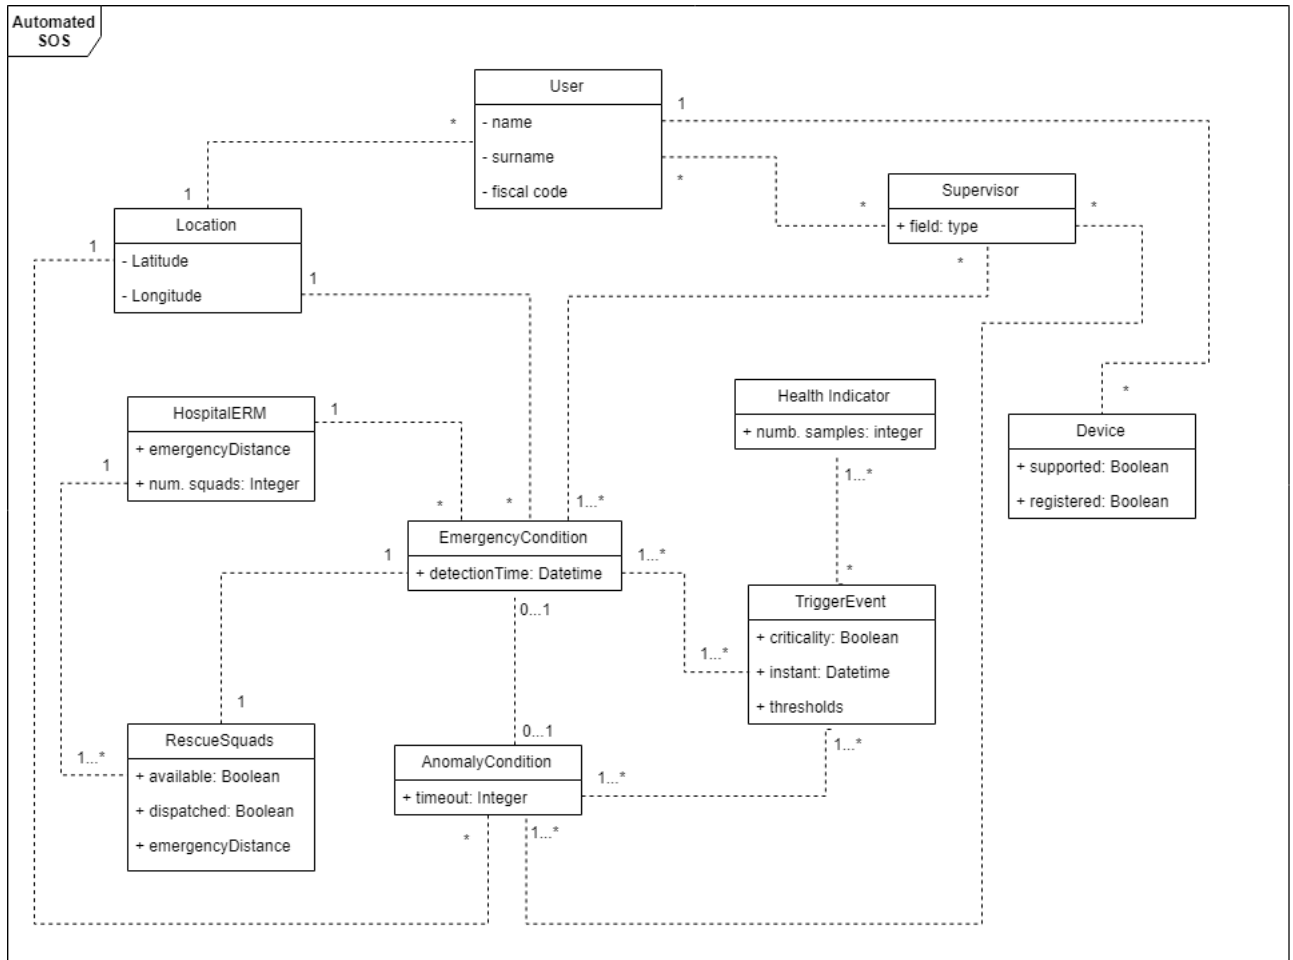 Automated
SOS
User
- name
- surname
- fiscal code
1
*
*
*
1
Location
- Latitude
- Longitude
1
1
Supervisor
+ field: type
*
*
HospitalERM
+ emergencyDistance
+ num. squads: Integer
1
1
Health Indicator
+ numb. samples: integer
1...*
*
Device
+ supported: Boolean
+ registered: Boolean
*
*
*
1...*
EmergencyCondition
+ detectionTime: Datetime
1
1...*
0...1
TriggerEvent
+ criticality: Boolean
+ instant: Datetime
+ thresholds
1...*
1...*
1
RescueSquads
+ available: Boolean
+ dispatched: Boolean
+ emergencyDistance
1...*
0...1
AnomalyCondition
+ timeout: Integer
1...*
*
1...*